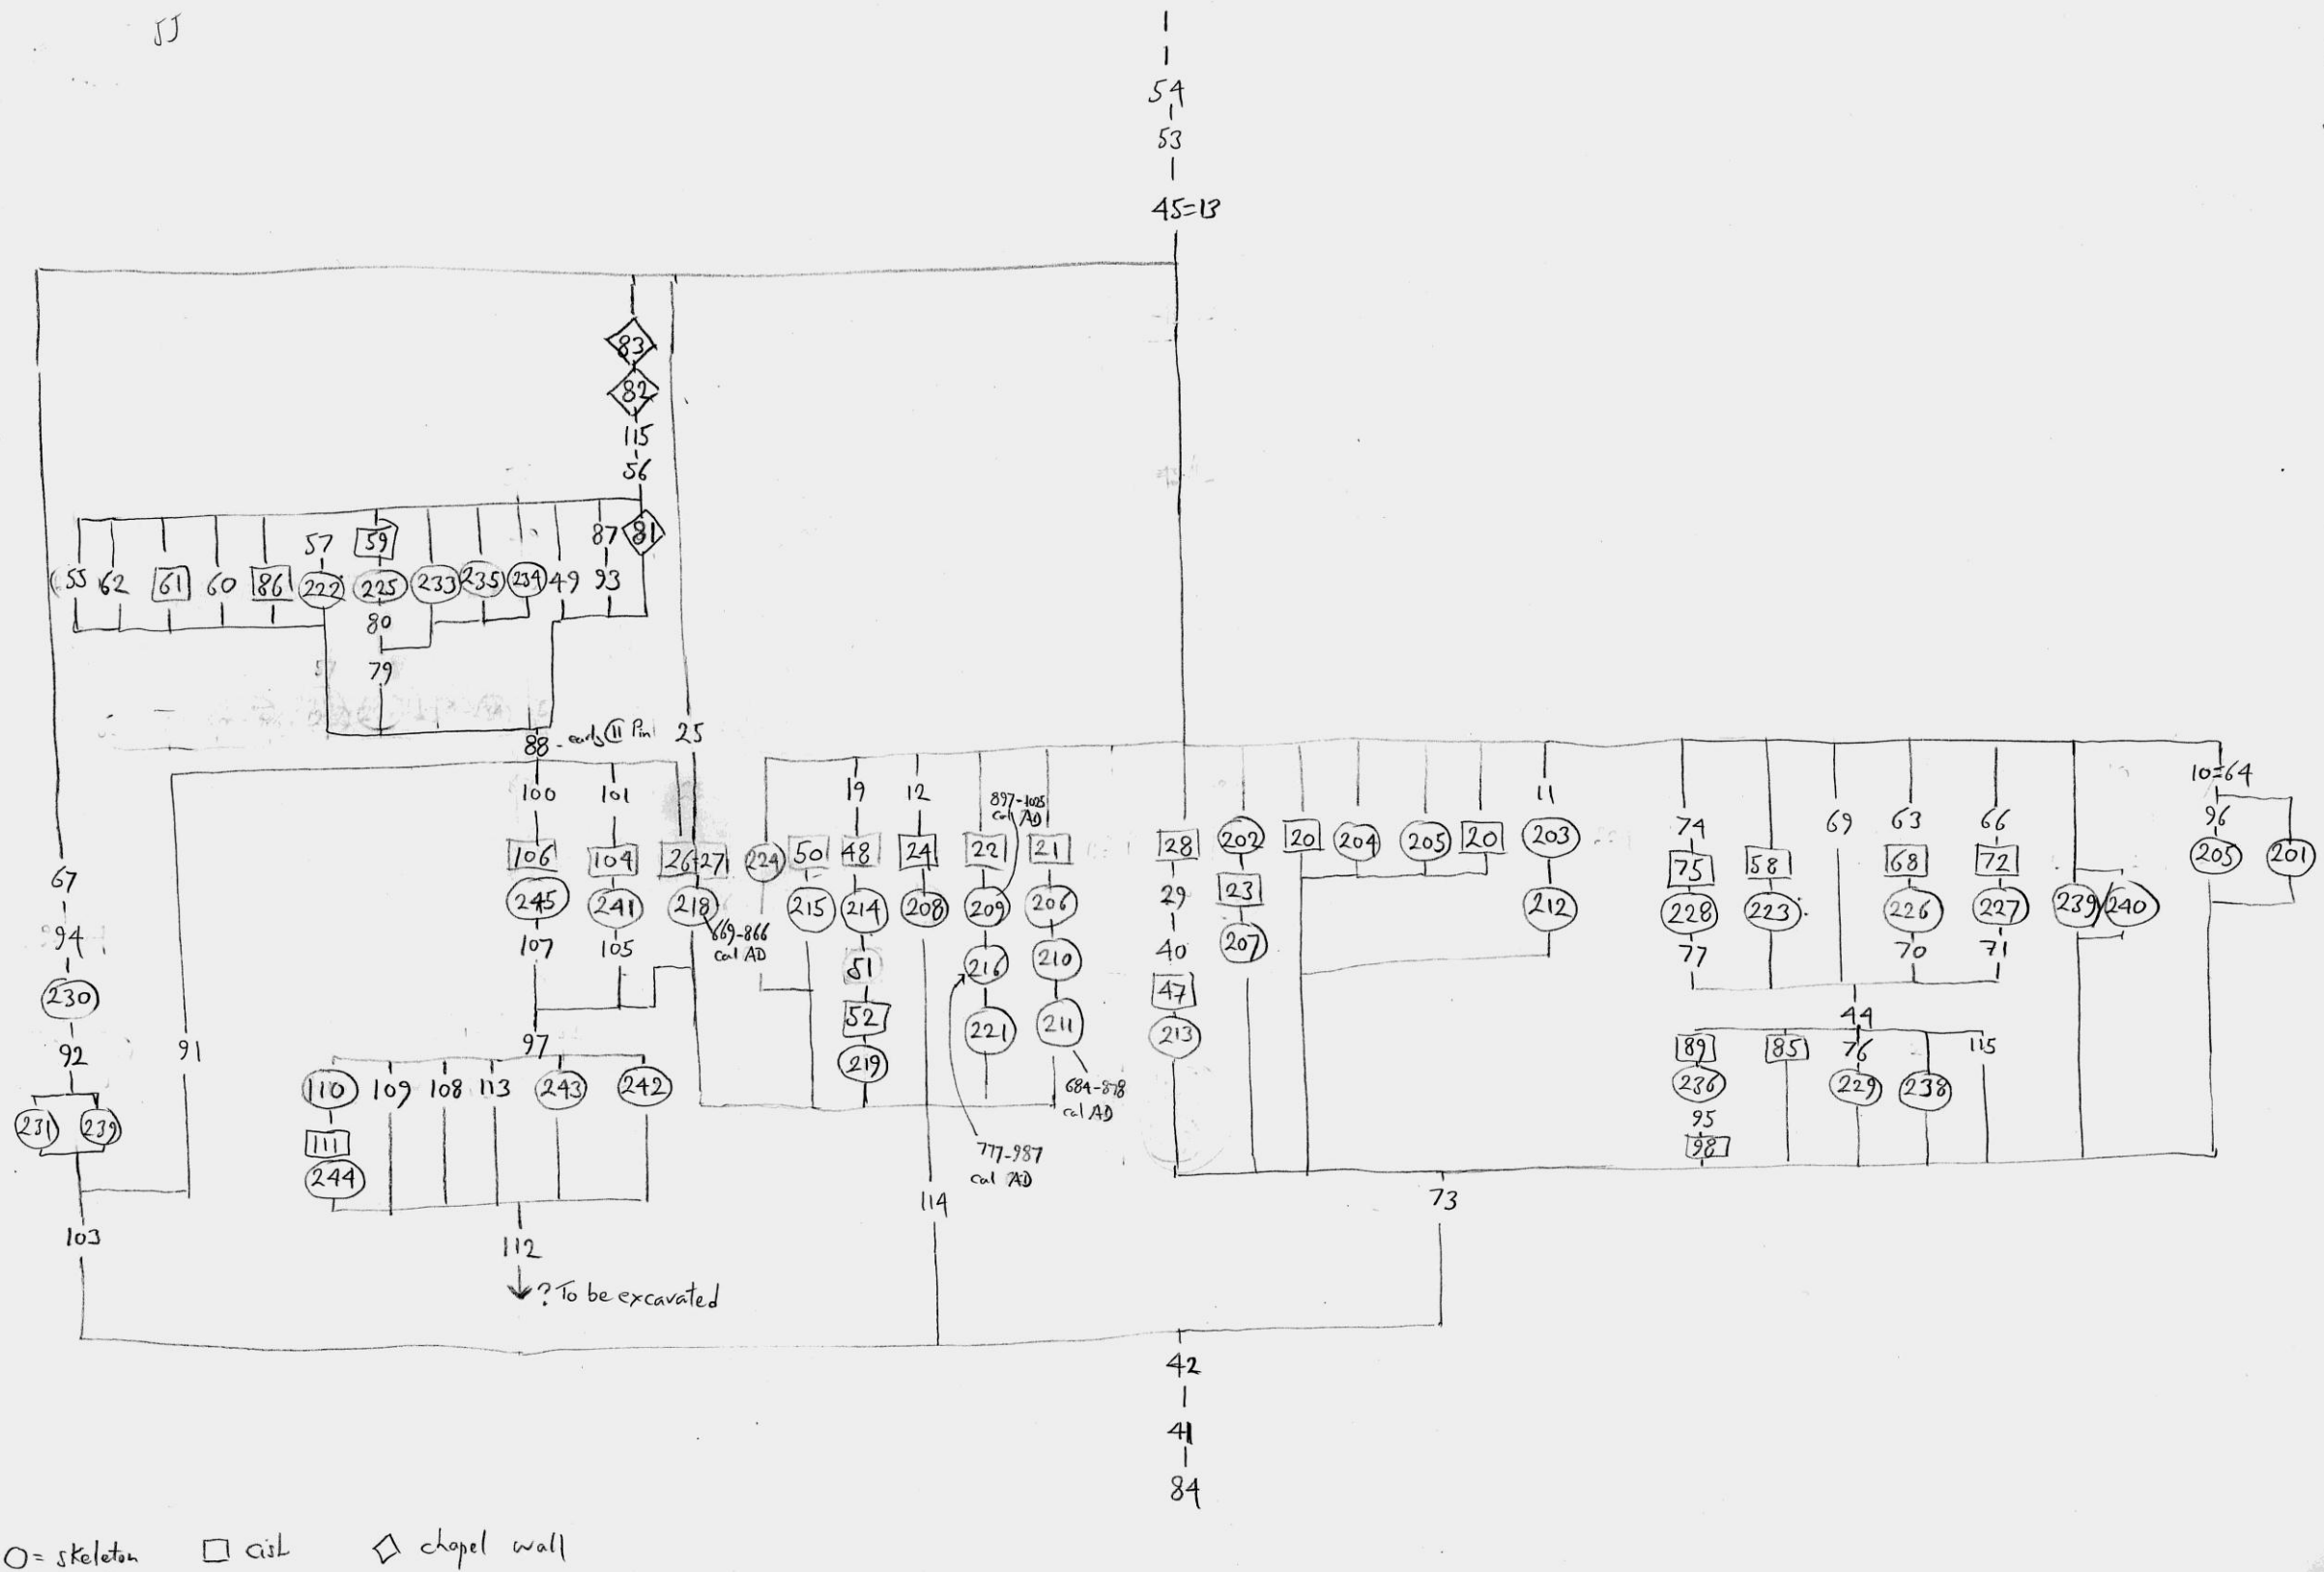 55
54
53
45=13
83
82
115
56
87 81
57 59
55 62 61 60 86 222 225 233 235 234 49 93
80
79
88 - early C11 Pin 25
10=64
100 101 19 12 897-1025 cal AD 11
74 69 63 66 96
106 104 26 27 224 50 48 24 22 21 28 202 20 204 205 20 203 75 58 68 72 205 201
67
245 241 218 215 214 208 209 206 29 23 212 228 223 226 227 239/240
669-866
cal AD
94 107 105 51 216 210 40 207 77 70 71
230 52 221 211 47 44
213
92 91 97 219 89 85 76 115
110 109 108 113 243 242 684-878
cal AD
236 229 238
231 239 111 95
98
777-987
cal AD
244 114 73
103 112
? To be excavated
42
41
84
O = skeleton □ cist ◇ chapel wall